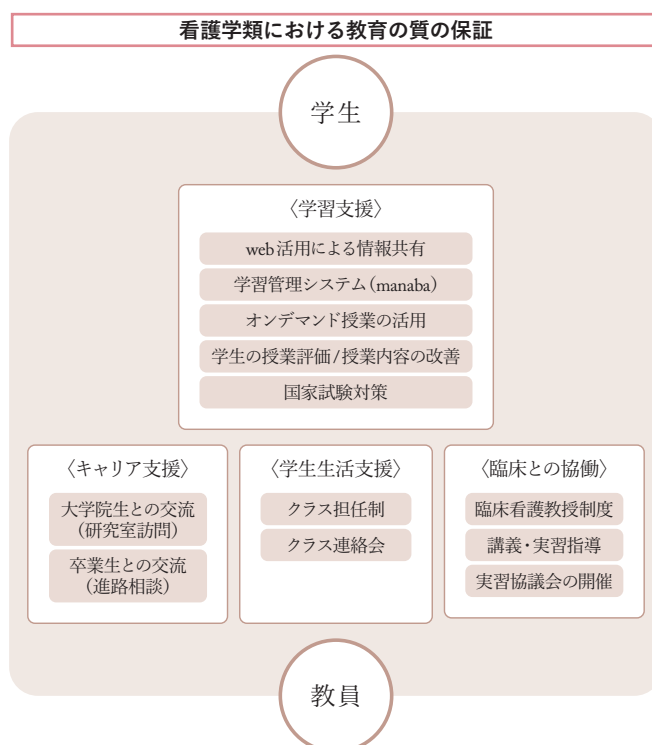 看護学類における教育の質の保証
学生
〈学習支援〉
web活用による情報共有
学習管理システム(manaba)
オンデマンド授業の活用
学生の授業評価/授業内容の改善
国家試験対策
〈キャリア支援〉
大学院生との交流
(研究室訪問)
卒業生との交流
(進路相談)
〈学生生活支援〉
クラス担任制
クラス連絡会
〈臨床との協働〉
臨床看護教授制度
講義・実習指導
実習協議会の開催
教員